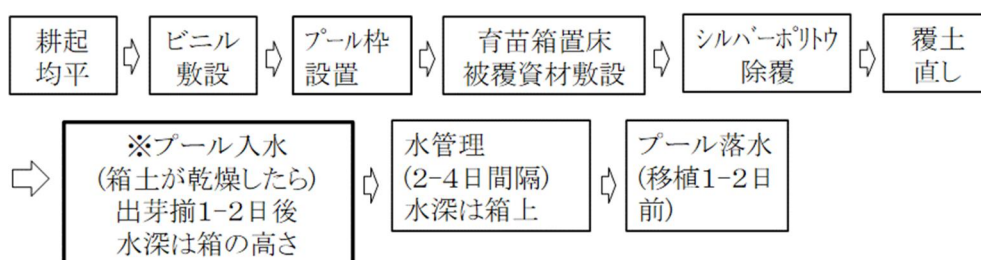 耕起
均平
ビニル
敷設
プール枠
設置
育苗箱置床
被覆資材敷設
シルバーポリトウ
除覆
覆土
直し
※プール入水
(箱土が乾燥したら)
出芽揃1-2日後
水深は箱の高さ
水管理
(2-4日間隔)
水深は箱上
プール落水
(移植1-2日
前)